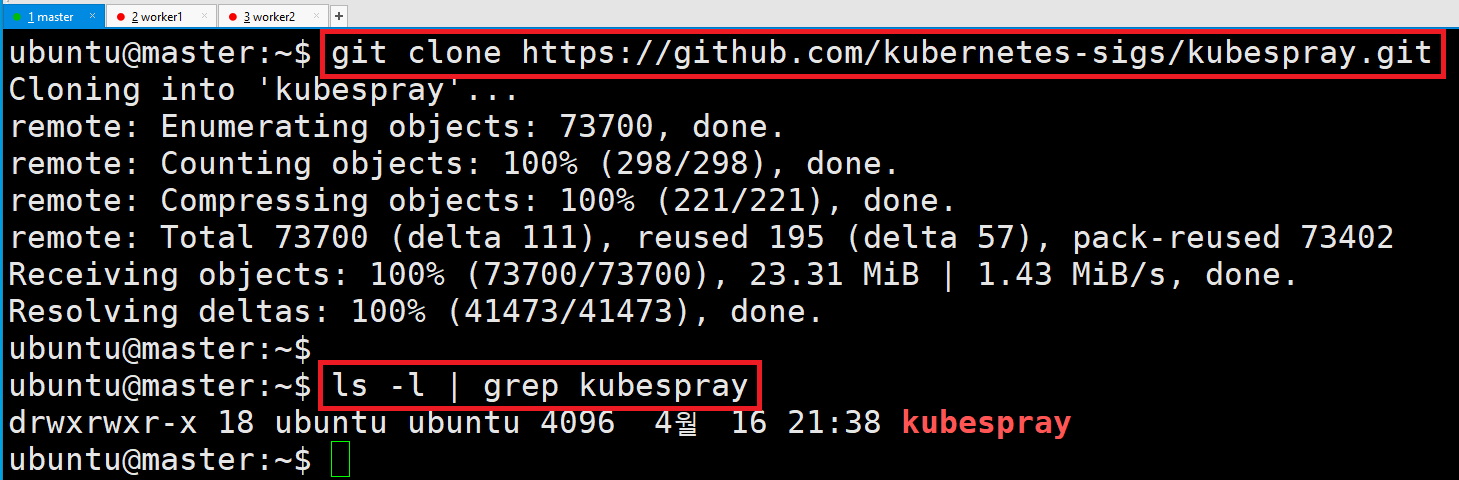 1 master × 2 worker1 × 3 worker2 × +
ubuntu@master:~$ git clone https://github.com/kubernetes-sigs/kubespray.git
Cloning into 'kubespray'...
remote: Enumerating objects: 73700, done.
remote: Counting objects: 100% (298/298), done.
remote: Compressing objects: 100% (221/221), done.
remote: Total 73700 (delta 111), reused 195 (delta 57), pack-reused 73402
Receiving objects: 100% (73700/73700), 23.31 MiB | 1.43 MiB/s, done.
Resolving deltas: 100% (41473/41473), done.
ubuntu@master:~$
ubuntu@master:~$ ls -l | grep kubespray
drwxrwxr-x 18 ubuntu ubuntu 4096  4월  16 21:38 kubespray
ubuntu@master:~$